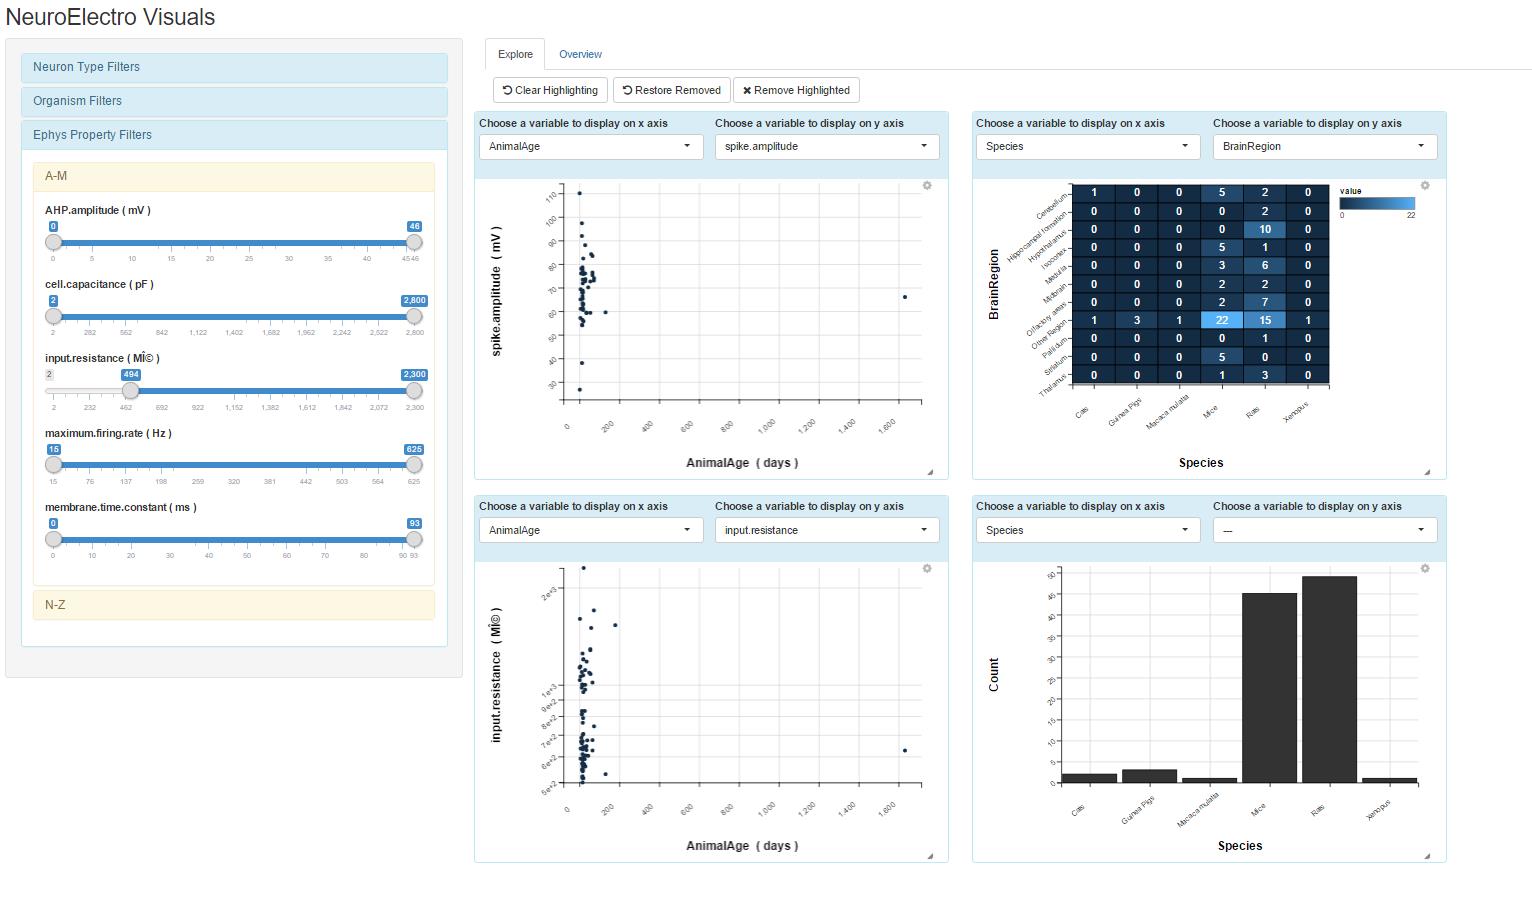 NeuroElectro Visuals
Neuron Type Filters
Organism Filters
Ephys Property Filters
A-M
AHP.amplitude ( mV )
0 46
0 5 10 15 20 25 30 35 40 45 46
cell.capacitance ( pF )
2 2,800
2 282 562 842 1,122 1,402 1,682 1,962 2,242 2,522 2,800
input.resistance ( MÎ© )
2 494 2,300
2 232 462 692 922 1,152 1,382 1,612 1,842 2,072 2,300
maximum.firing.rate ( Hz )
15 625
15 76 137 198 259 320 381 442 503 564 625
membrane.time.constant ( ms )
0 93
0 10 20 30 40 50 60 70 80 90 93
N-Z
Explore Overview
Clear Highlighting Restore Removed Remove Highlighted
Choose a variable to display on x axis Choose a variable to display on y axis
AnimalAge spike.amplitude
110
100
90
80
70
60
50
40
30
spike.amplitude ( mV )
0 200 400 600 800 1,000 1,200 1,400 1,600
AnimalAge ( days )
Choose a variable to display on x axis Choose a variable to display on y axis
Species BrainRegion
value
0 22
BrainRegion
Cerebellum 1 0 0 5 2 0
Hippocampal formation 0 0 0 0 2 0
Hypothalamus 0 0 0 0 10 0
Isocortex 0 0 0 5 1 0
Medulla 0 0 0 3 6 0
Midbrain 0 0 0 2 2 0
Olfactory areas 0 0 0 2 7 0
Other Region 1 3 1 22 15 1
Pallidum 0 0 0 0 1 0
Striatum 0 0 0 5 0 0
Thalamus 0 0 0 1 3 0
Cats Guinea Pigs Macaca mulatta Mice Rats Xenopus
Species
Choose a variable to display on x axis Choose a variable to display on y axis
AnimalAge input.resistance
2e+3
1e+3
9e+2
8e+2
7e+2
6e+2
5e+2
input.resistance ( MÎ© )
0 200 400 600 800 1,000 1,200 1,400 1,600
AnimalAge ( days )
Choose a variable to display on x axis Choose a variable to display on y axis
Species ---
50
45
40
35
30
25
20
15
10
5
0
Count
Cats Guinea Pigs Macaca mulatta Mice Rats Xenopus
Species